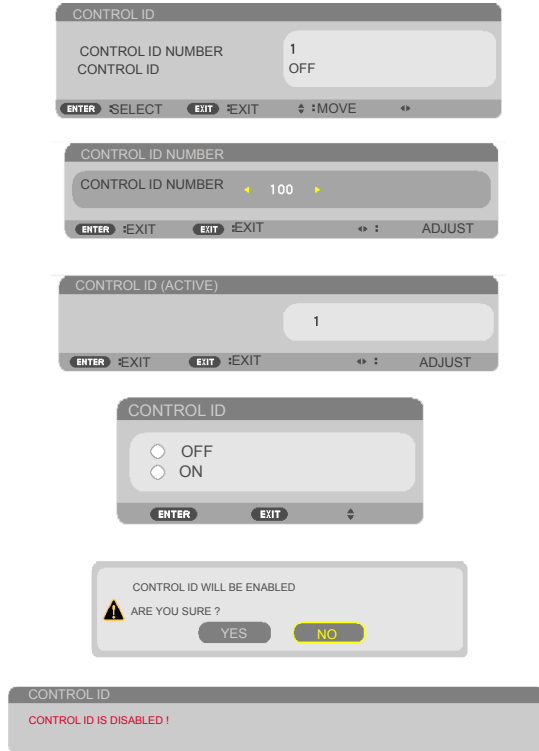 CONTROL ID
CONTROL ID NUMBER 1
CONTROL ID OFF
ENTER :SELECT EXIT :EXIT :MOVE
CONTROL ID NUMBER
CONTROL ID NUMBER 100
ENTER :EXIT EXIT :EXIT : ADJUST
CONTROL ID (ACTIVE)
1
ENTER :EXIT EXIT :EXIT : ADJUST
CONTROL ID
OFF
ON
ENTER EXIT
CONTROL ID WILL BE ENABLED
ARE YOU SURE ?
YES NO
CONTROL ID
CONTROL ID IS DISABLED !